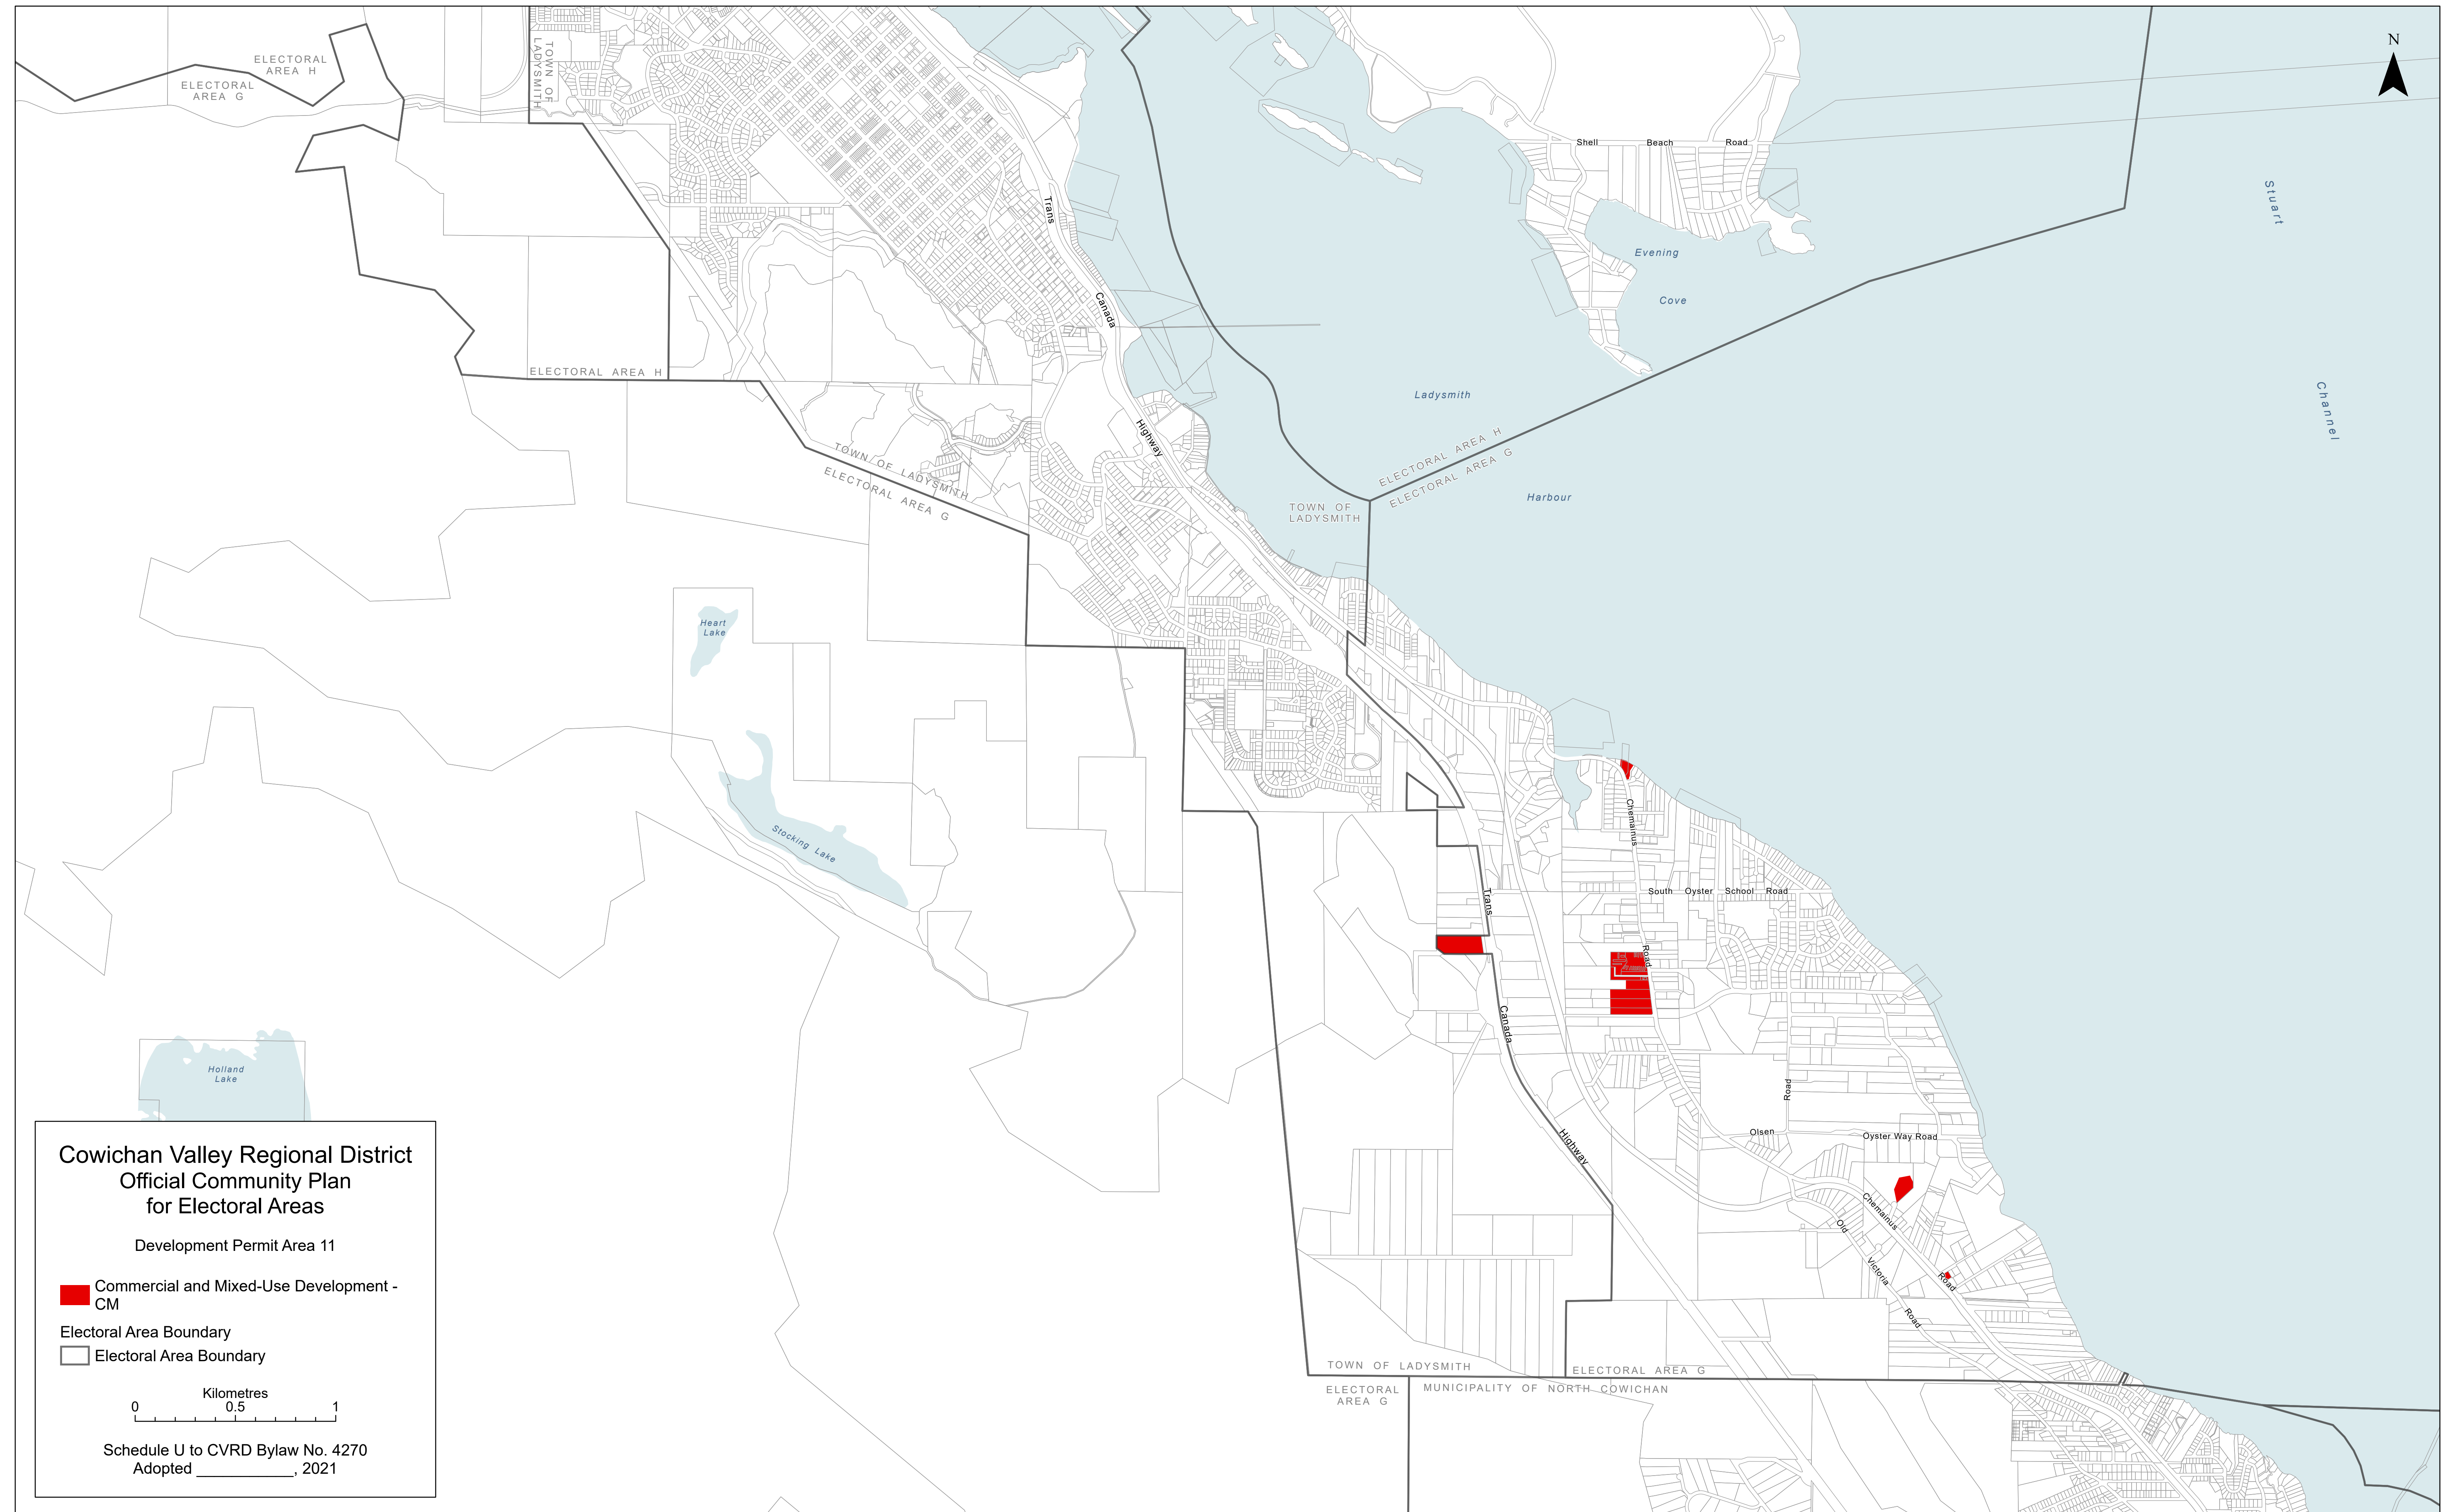 ELECTORAL
AREA H
ELECTORAL
AREA G
TOWN OF
LADYSMITH
N
Shell Beach Road
Stuart
Channel
Evening
Cove
Trans
Canada
Highway
ELECTORAL AREA H
Ladysmith
Harbour
ELECTORAL AREA H
ELECTORAL AREA G
TOWN OF LADYSMITH
ELECTORAL AREA G
TOWN OF
LADYSMITH
Heart
Lake
Stocking Lake
Holland
Lake
Chemainus
Road
South Oyster School Road
Trans
Canada
Highway
Road
Olsen
Oyster Way Road
Chemainus
Road
Old
Victoria
Road
TOWN OF LADYSMITH
ELECTORAL AREA G
ELECTORAL
AREA G
MUNICIPALITY OF NORTH COWICHAN
Cowichan Valley Regional District
Official Community Plan
for Electoral Areas
Development Permit Area 11
Commercial and Mixed-Use Development -
CM
Electoral Area Boundary
Electoral Area Boundary
Kilometres
0 0.5 1
Schedule U to CVRD Bylaw No. 4270
Adopted ____________, 2021